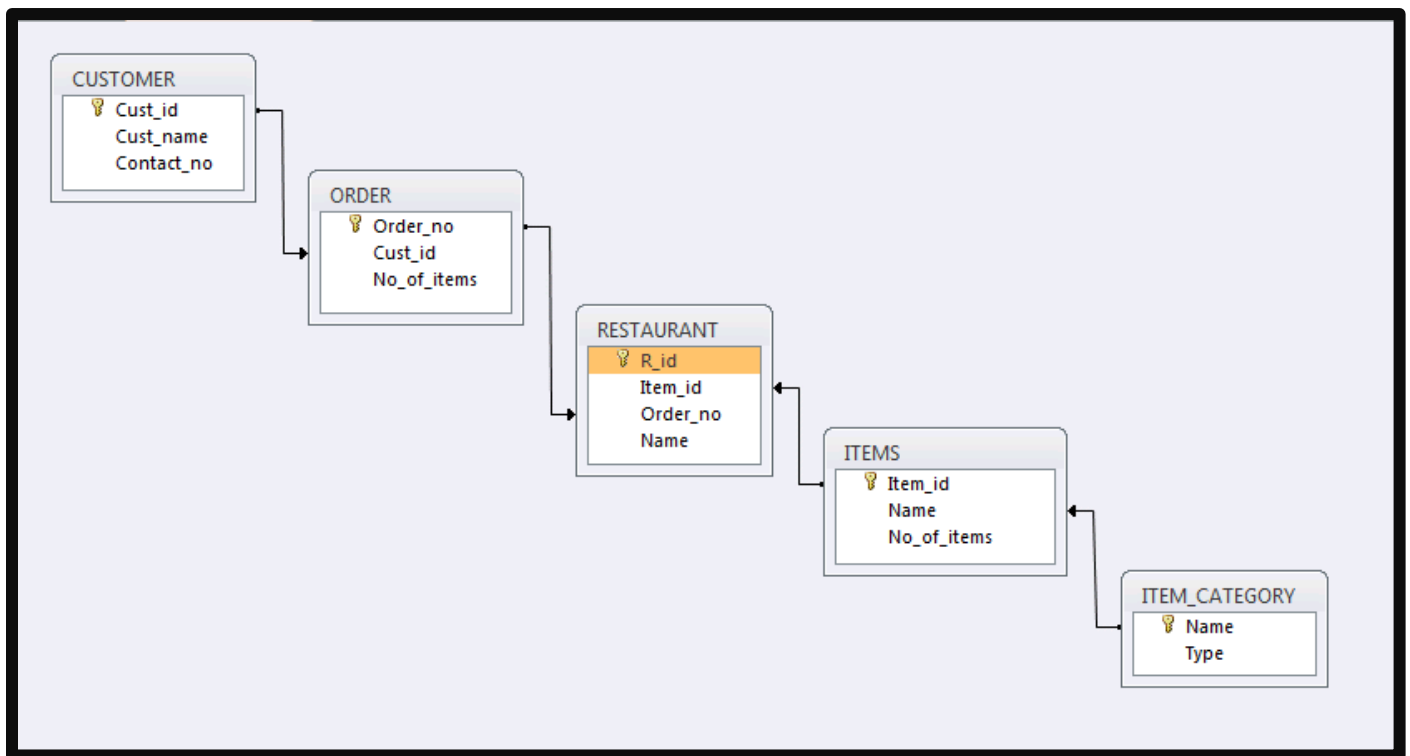 CUSTOMER
Cust_id
Cust_name
Contact_no
ORDER
Order_no
Cust_id
No_of_items
RESTAURANT
R_id
Item_id
Order_no
Name
ITEMS
Item_id
Name
No_of_items
ITEM_CATEGORY
Name
Type